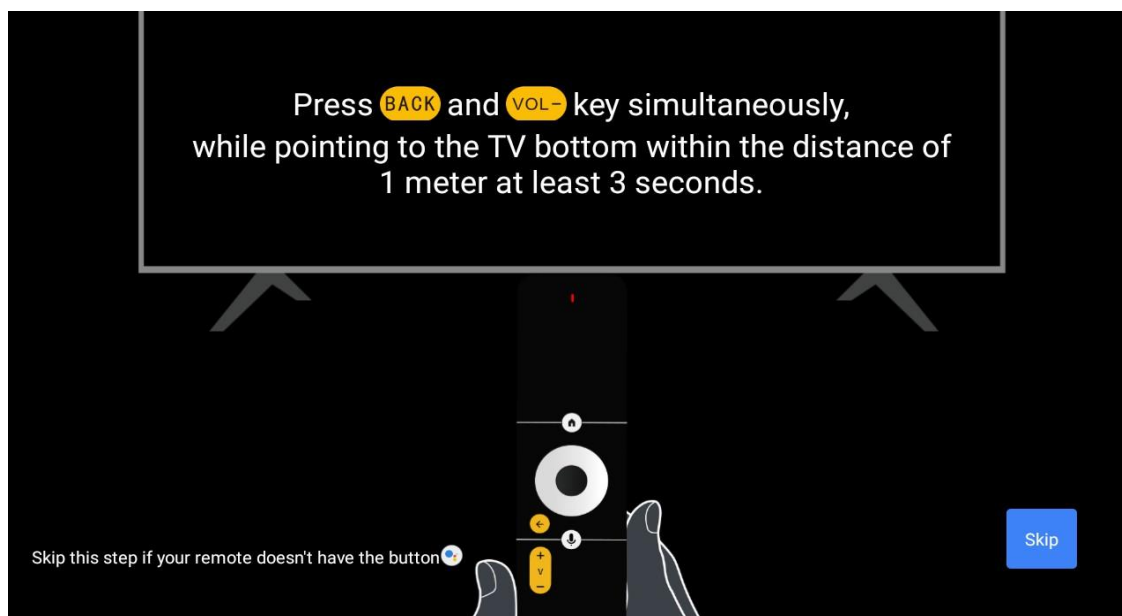 Press BACK and VOL- key simultaneously,
while pointing to the TV bottom within the distance of
1 meter at least 3 seconds.
Skip this step if your remote doesn't have the button
Skip
+
V
-